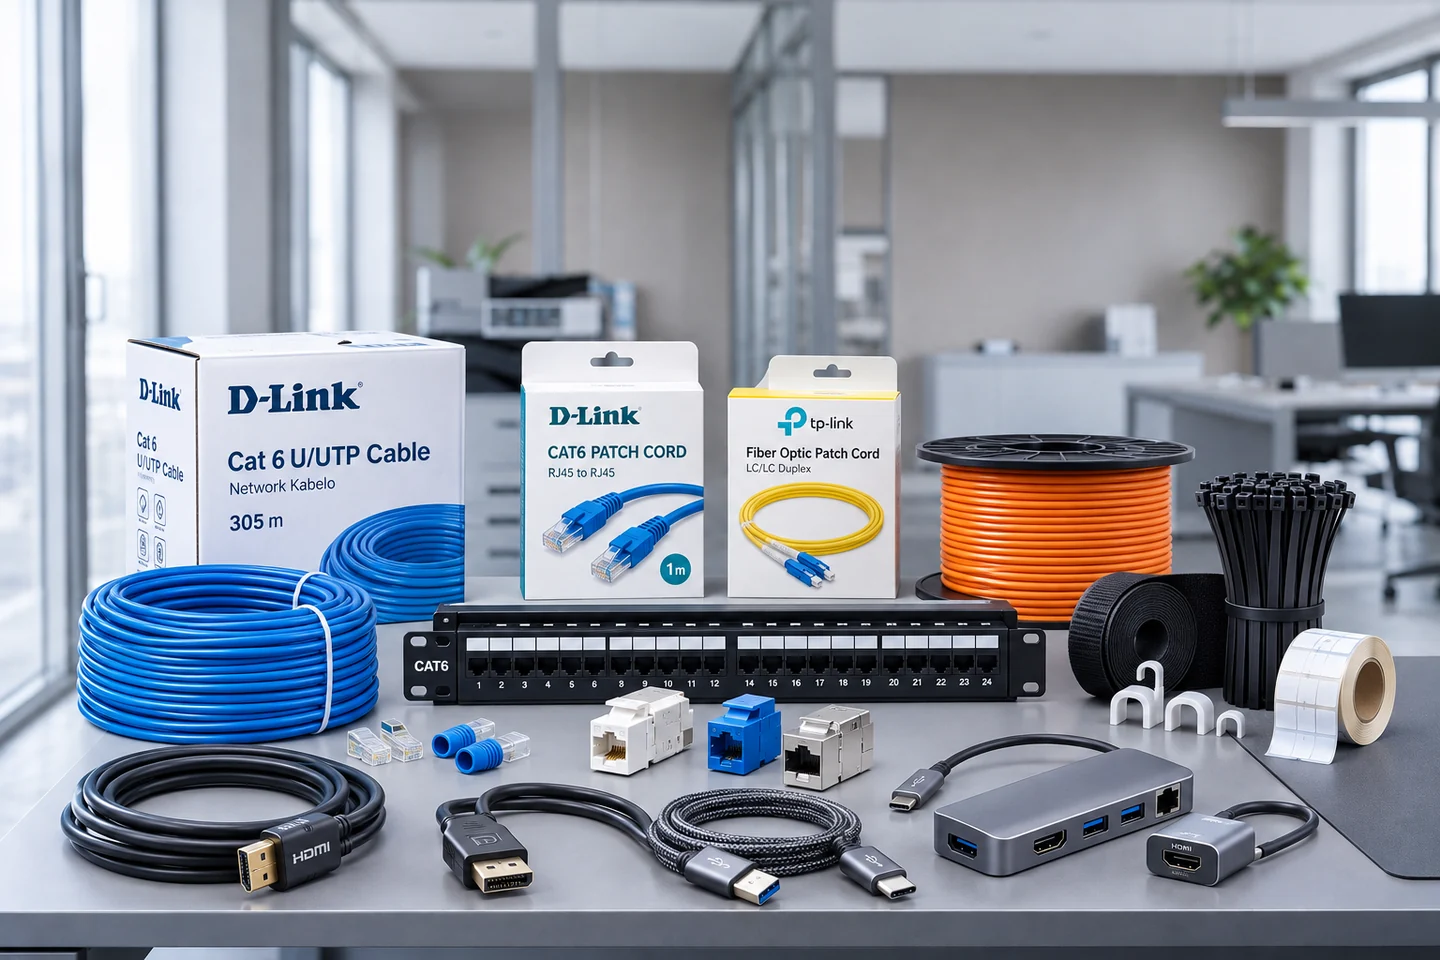 D-Link
Cat 6
U/UTP Cable
D-Link
Cat 6 U/UTP Cable
Network Kabelo
305 m
D-Link
CAT6 PATCH CORD
RJ45 to RJ45
1m
tp-link
Fiber Optic Patch Cord
LC/LC Duplex
CAT6
1 2 3 4 5 6 8 9 10 11 12 14 15 16 17 18 19 20 21 22 23 24
HDMI
HDMI